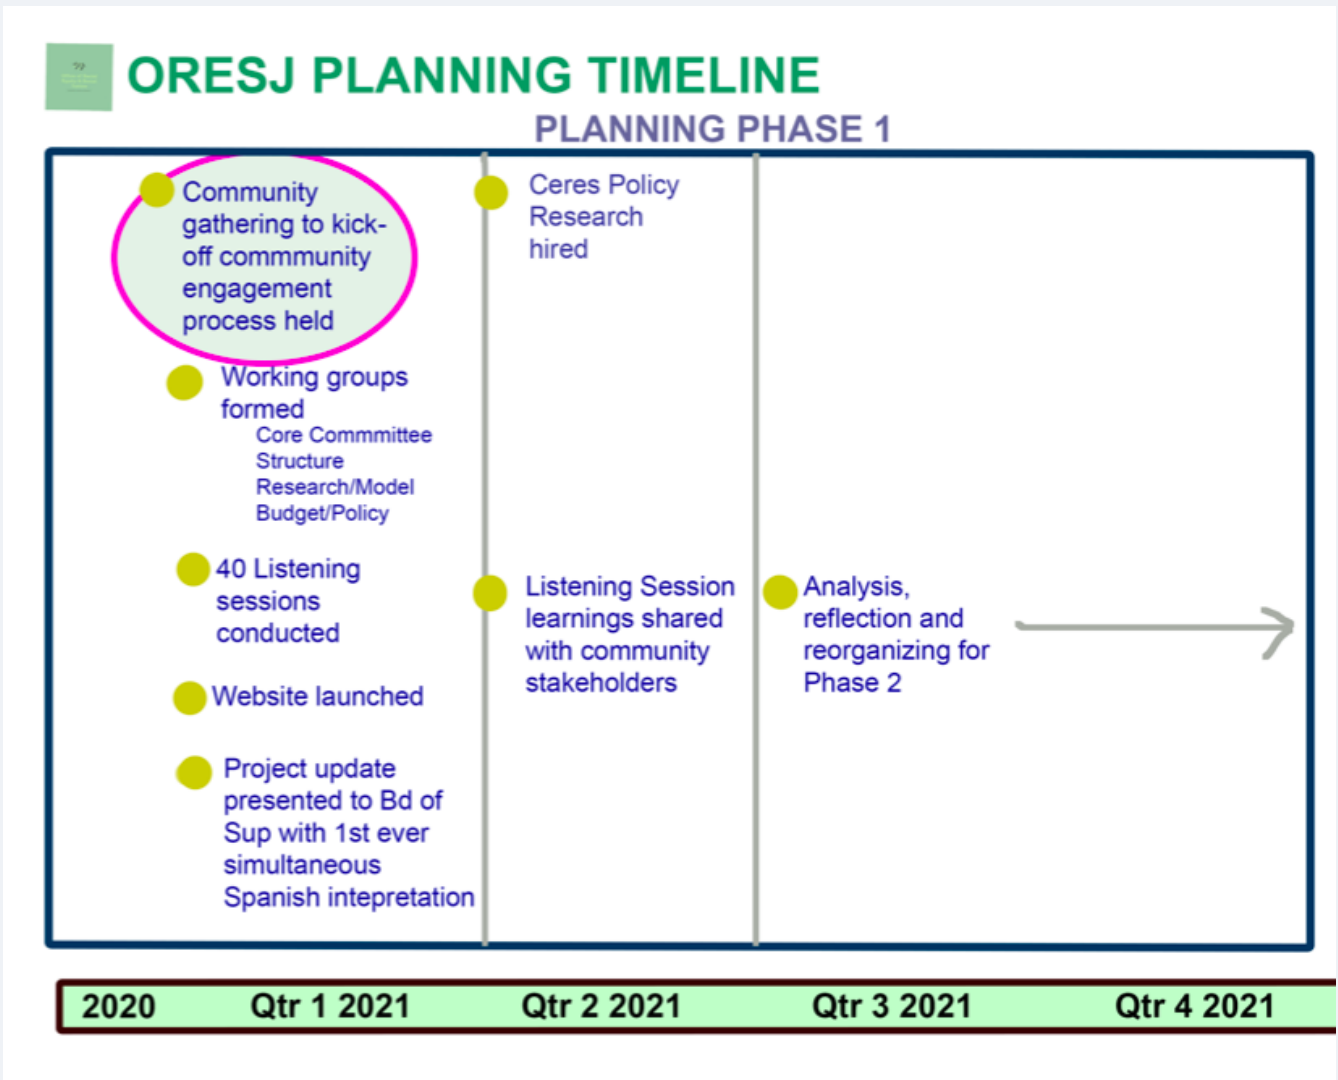 ORESJ PLANNING TIMELINE
PLANNING PHASE 1
Community
gathering to kick-
off commmunity
engagement
process held
Working groups
formed
Core Commmittee
Structure
Research/Model
Budget/Policy
40 Listening
sessions
conducted
Website launched
Project update
presented to Bd of
Sup with 1st ever
simultaneous
Spanish intepretation
Ceres Policy
Research
hired
Listening Session
learnings shared
with community
stakeholders
Analysis,
reflection and
reorganizing for
Phase 2
2020 Qtr 1 2021 Qtr 2 2021 Qtr 3 2021 Qtr 4 2021